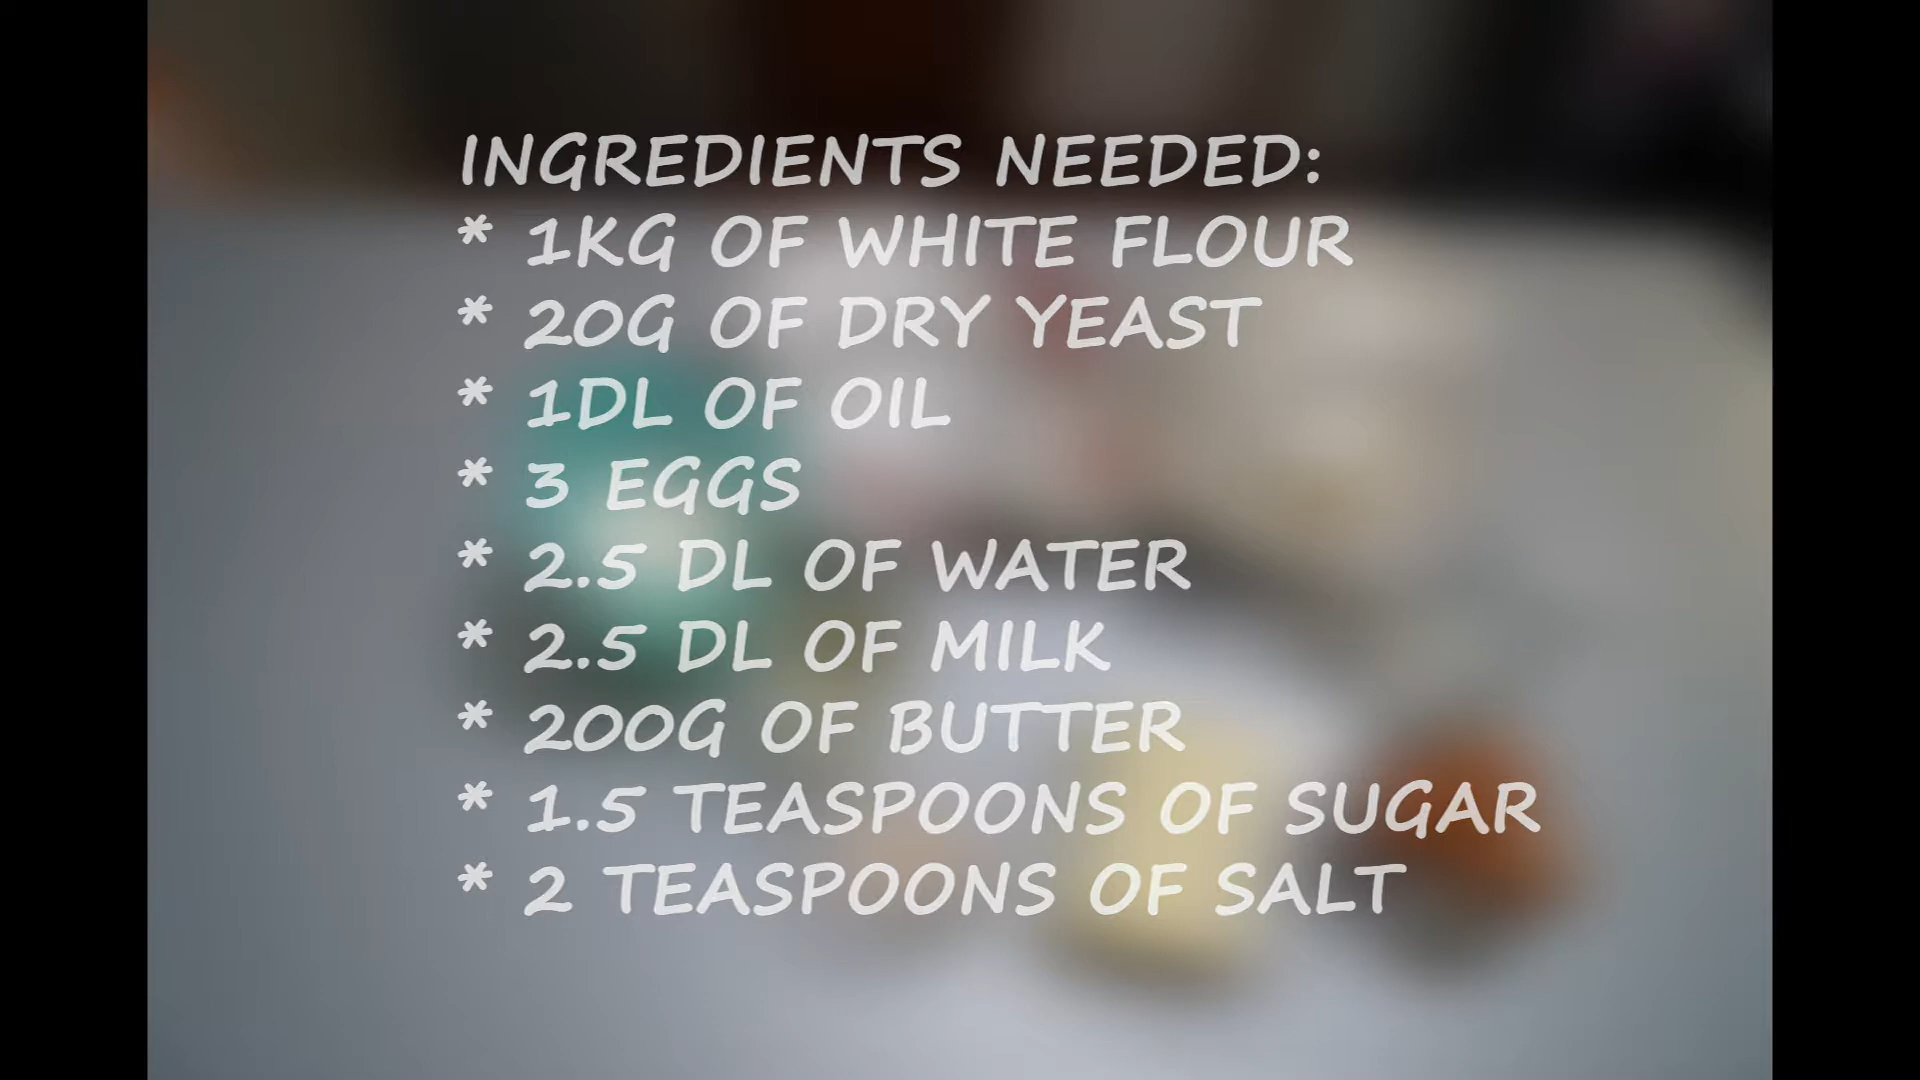 INGREDIENTS NEEDED:
* 1KG OF WHITE FLOUR
* 20G OF DRY YEAST
* 1DL OF OIL
* 3 EGGS
* 2.5 DL OF WATER
* 2.5 DL OF MILK
* 200G OF BUTTER
* 1.5 TEASPOONS OF SUGAR
* 2 TEASPOONS OF SALT